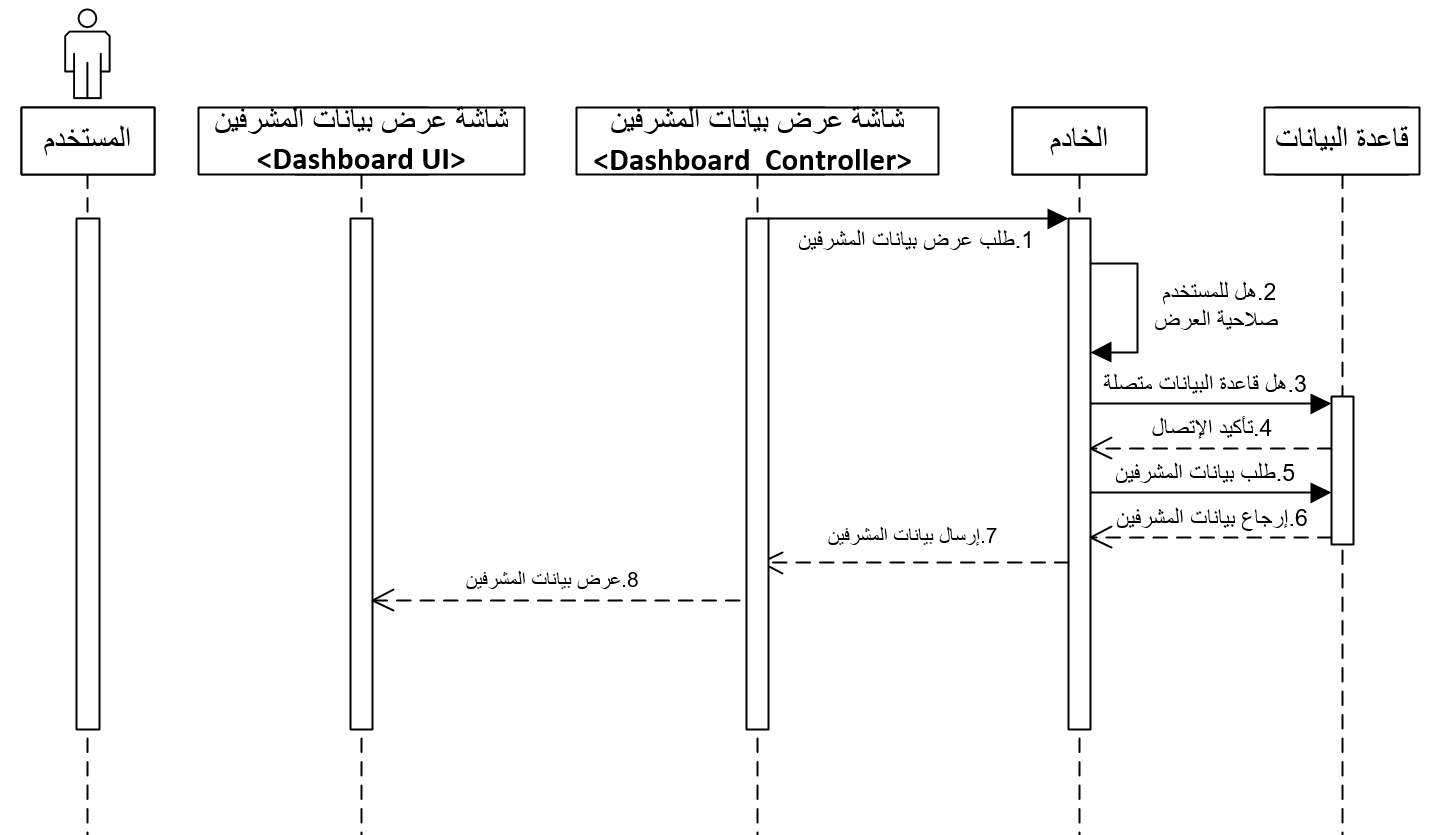 المستخدم
شاشة عرض بيانات المشرفين
<Dashboard UI>
شاشة عرض بيانات المشرفين
<Dashboard Controller>
الخادم
قاعدة البيانات
1.طلب عرض بيانات المشرفين
2.هل للمستخدم
صلاحية العرض
3.هل قاعدة البيانات متصلة
4.تأكيد الإتصال
5.طلب بيانات المشرفين
6.إرجاع بيانات المشرفين
7.إرسال بيانات المشرفين
8.عرض بيانات المشرفين